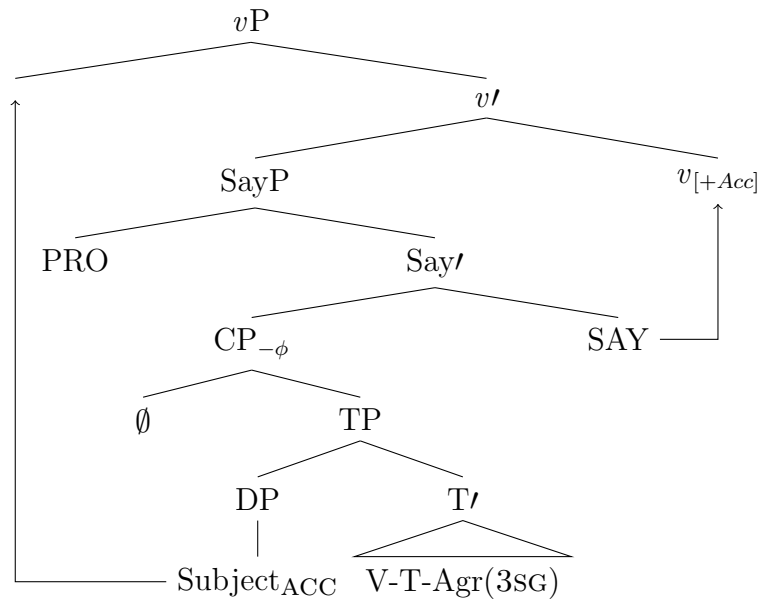 vP
v′
SayP v[+Acc]
PRO Say′
CP−ϕ SAY
∅ TP
DP T′
SubjectACC V-T-Agr(3SG)